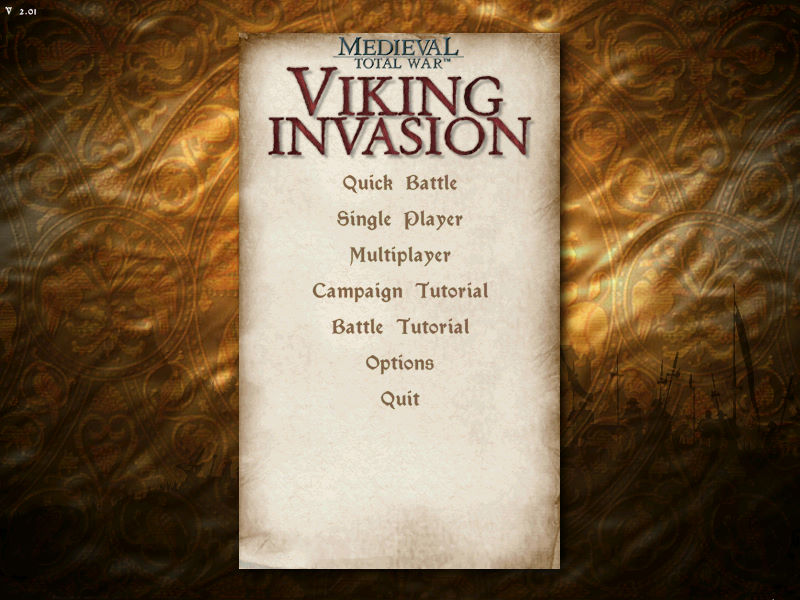 V 2.01
MEDIEVAL
TOTAL WAR™
VIKING
INVASION
Quick Battle
Single Player
Multiplayer
Campaign Tutorial
Battle Tutorial
Options
Quit